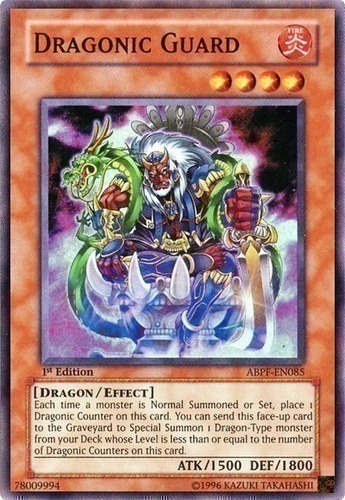 DRAGONIC GUARD
FIRE
炎
1st Edition
ABPF-EN085
[DRAGON/EFFECT]
Each time a monster is Normal Summoned or Set, place 1
Dragonic Counter on this card. You can send this face-up card
to the Graveyard to Special Summon 1 Dragon-Type monster
from your Deck whose Level is less than or equal to the number
of Dragonic Counters on this card.
ATK/1500 DEF/1800
78009994
©1996 KAZUKI TAKAHASHI